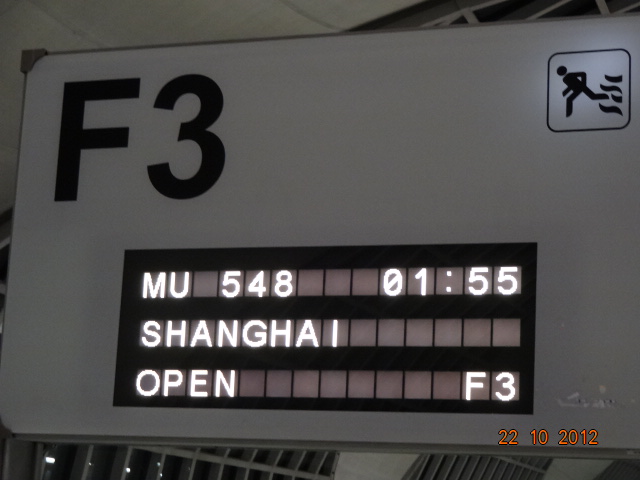 F3
MU 548 01:55
SHANGHAI
OPEN F3
22 10 2012